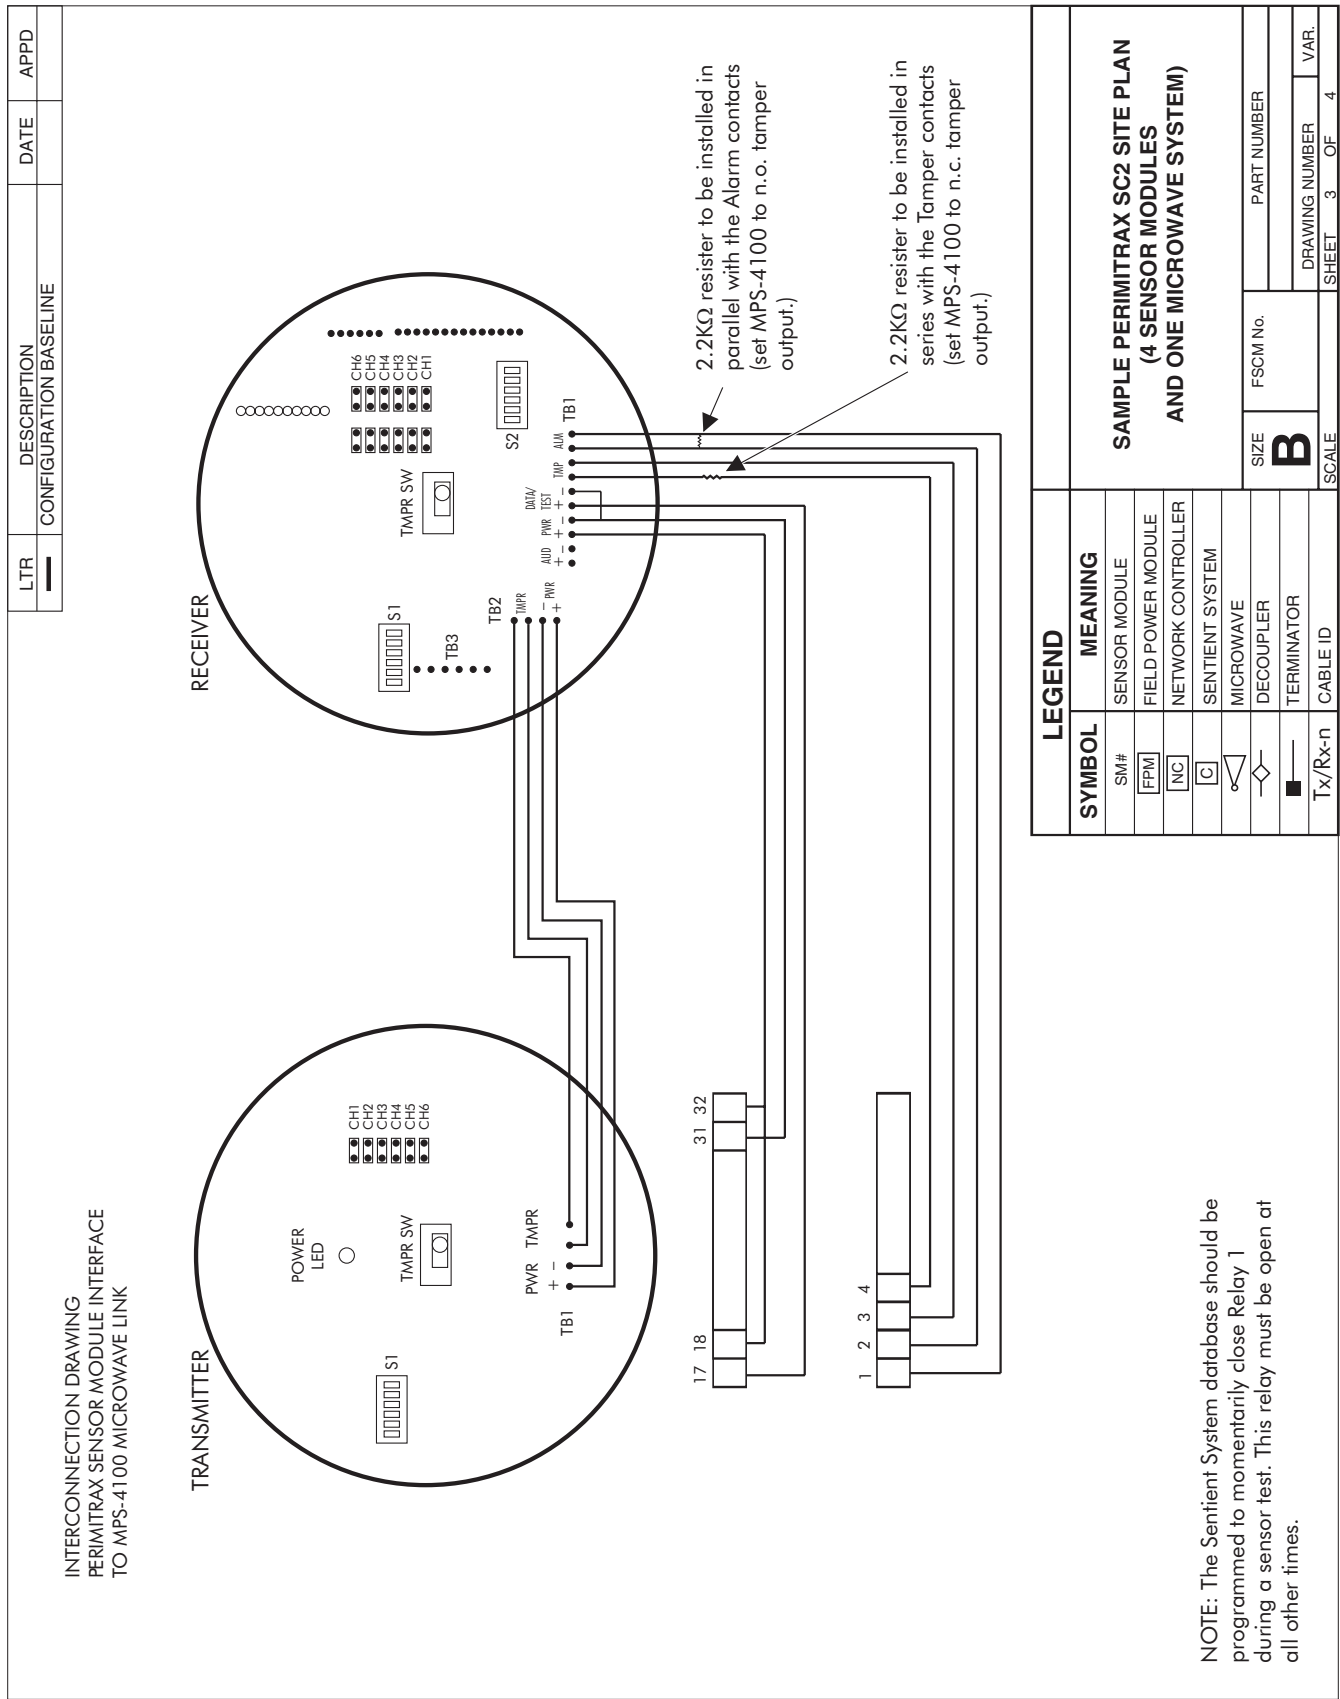 LTR DESCRIPTION DATE APPD
CONFIGURATION BASELINE
INTERCONNECTION DRAWING
PERIMITRAX SENSOR MODULE INTERFACE
TO MPS-4100 MICROWAVE LINK
TRANSMITTER
S1
POWER
LED
TMPR SW
CH1
CH2
CH3
CH4
CH5
CH6
PWR TMPR
+ -
TB1
RECEIVER
S1
TB3
TB2
TMPR
- PWR
+
TMPR SW
CH6
CH5
CH4
CH3
CH2
CH1
S2
AUD PWR DATA/
TEST TMP ALM
+ - + - + -
TB1
2.2KΩ resister to be installed in
parallel with the Alarm contacts
(set MPS-4100 to n.o. tamper
output.)
2.2KΩ resister to be installed in
series with the Tamper contacts
(set MPS-4100 to n.c. tamper
output.)
17 18 31 32
1 2 3 4
NOTE: The Sentient System database should be
programmed to momentarily close Relay 1
during a sensor test. This relay must be open at
all other times.
LEGEND
SYMBOL MEANING
SM# SENSOR MODULE
FPM FIELD POWER MODULE
NC NETWORK CONTROLLER
C SENTIENT SYSTEM
MICROWAVE
DECOUPLER
TERMINATOR
Tx/Rx-n CABLE ID
SAMPLE PERIMITRAX SC2 SITE PLAN
(4 SENSOR MODULES
AND ONE MICROWAVE SYSTEM)
SIZE FSCM No. PART NUMBER
B
DRAWING NUMBER VAR.
SCALE SHEET 3 OF 4